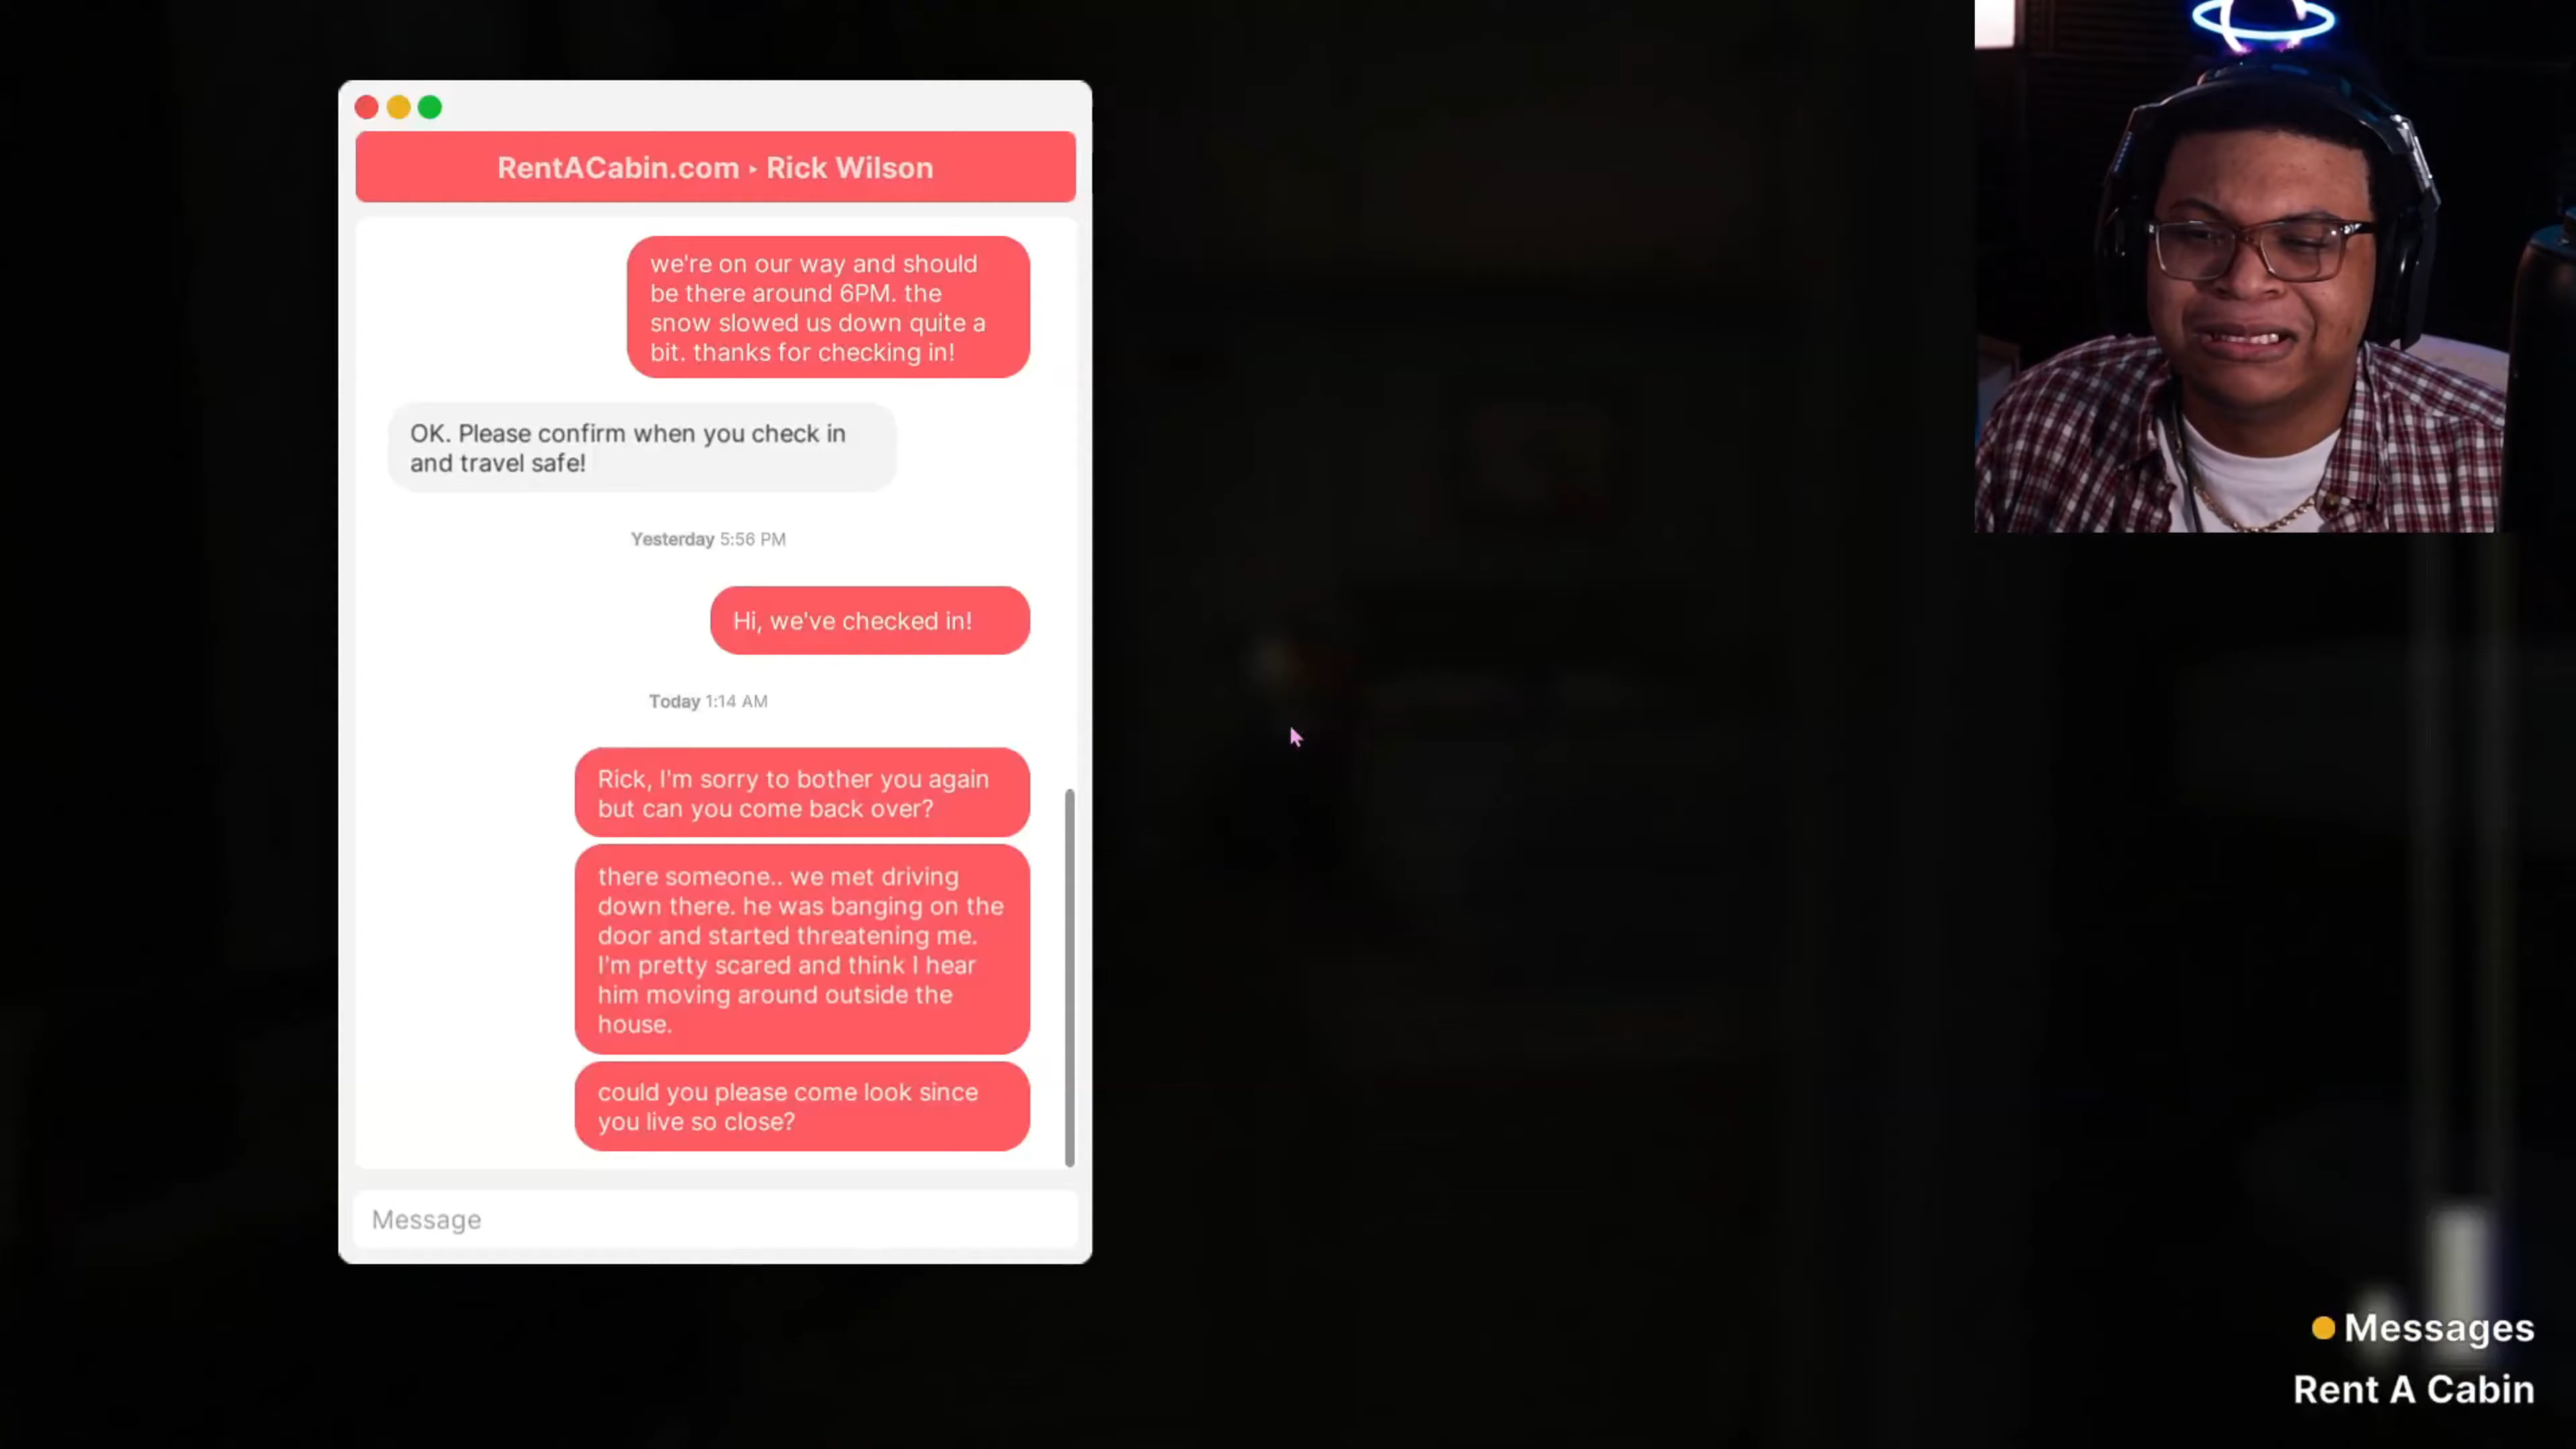 RentACabin.com ▸ Rick Wilson
we're on our way and should
be there around 6PM. the
snow slowed us down quite a
bit. thanks for checking in!
OK. Please confirm when you check in
and travel safe!
Yesterday 5:56 PM
Hi, we've checked in!
Today 1:14 AM
Rick, I'm sorry to bother you again
but can you come back over?
there someone.. we met driving
down there. he was banging on the
door and started threatening me.
I'm pretty scared and think I hear
him moving around outside the
house.
could you please come look since
you live so close?
Message
Messages
Rent A Cabin